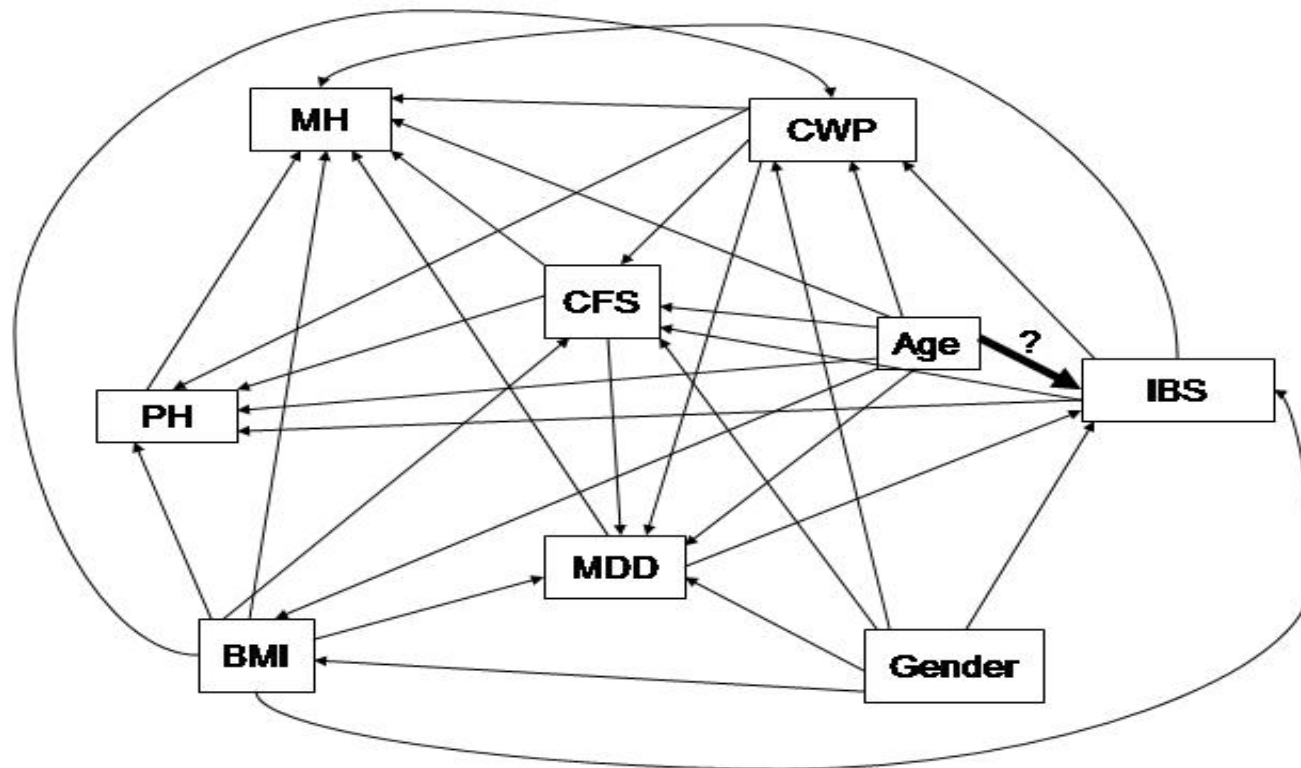 MH
CWP
CFS
Age
?
IBS
PH
MDD
BMI
Gender